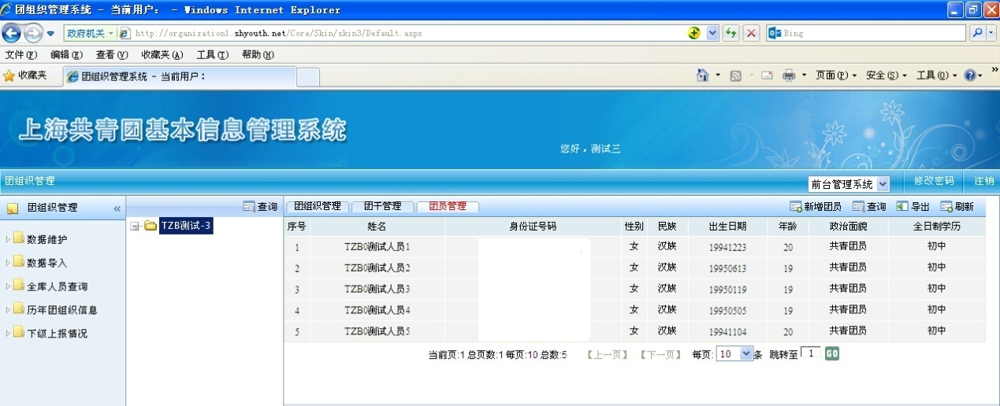 团组织管理系统 - 当前用户： - Windows Internet Explorer
政府机关 http://organization1.shyouth.net/Core/Skin/skin3/Default.aspx Bing
文件(F) 编辑(E) 查看(V) 收藏夹(A) 工具(T) 帮助(H)
收藏夹 团组织管理系统 - 当前用户： 页面(P) 安全(S) 工具(O)
上海共青团基本信息管理系统
您好，测试三
团组织管理 前台管理系统 修改密码 注销
团组织管理 « 查询 团组织管理 团干管理 团员管理 新增团员 查询 导出 刷新
TZB测试-3
数据维护
数据导入
全库人员查询
历年团组织信息
下级上报情况
序号 姓名 身份证号码 性别 民族 出生日期 年龄 政治面貌 全日制学历
1 TZB0测试人员1 女 汉族 19941223 20 共青团员 初中
2 TZB0测试人员2 女 汉族 19950613 19 共青团员 初中
3 TZB0测试人员3 女 汉族 19950119 19 共青团员 初中
4 TZB0测试人员4 女 汉族 19950505 19 共青团员 初中
5 TZB0测试人员5 女 汉族 19941104 20 共青团员 初中
当前页:1 总页数:1 每页:10 总数:5 【上一页】 【下一页】 每页: 10 条 跳转至 1 GO